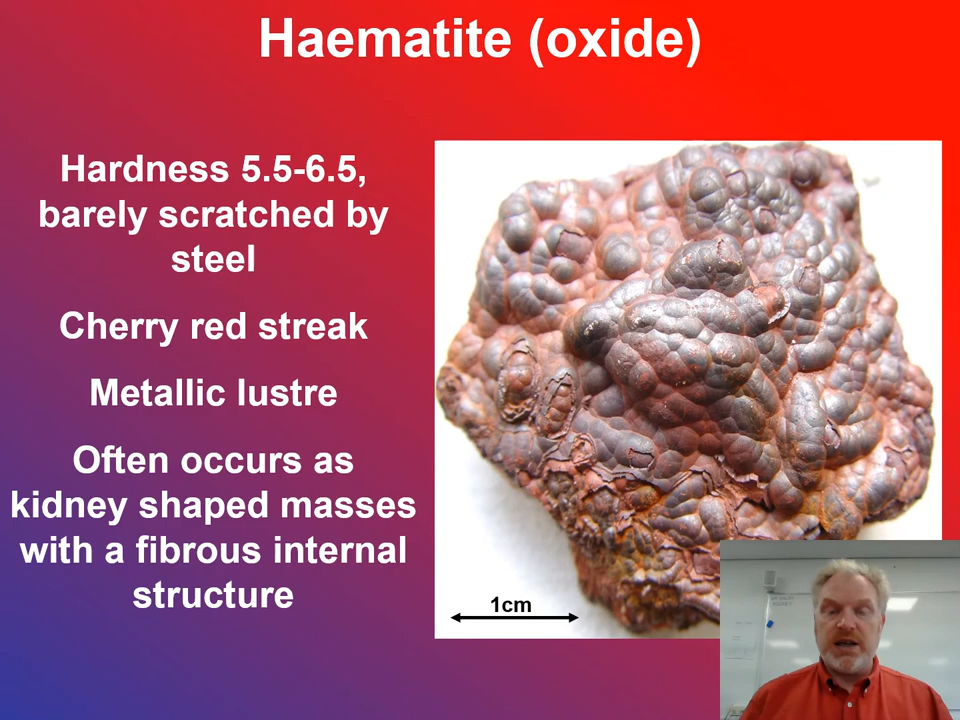 Haematite (oxide)
Hardness 5.5-6.5,
barely scratched by
steel
Cherry red streak
Metallic lustre
Often occurs as
kidney shaped masses
with a fibrous internal
structure
1cm